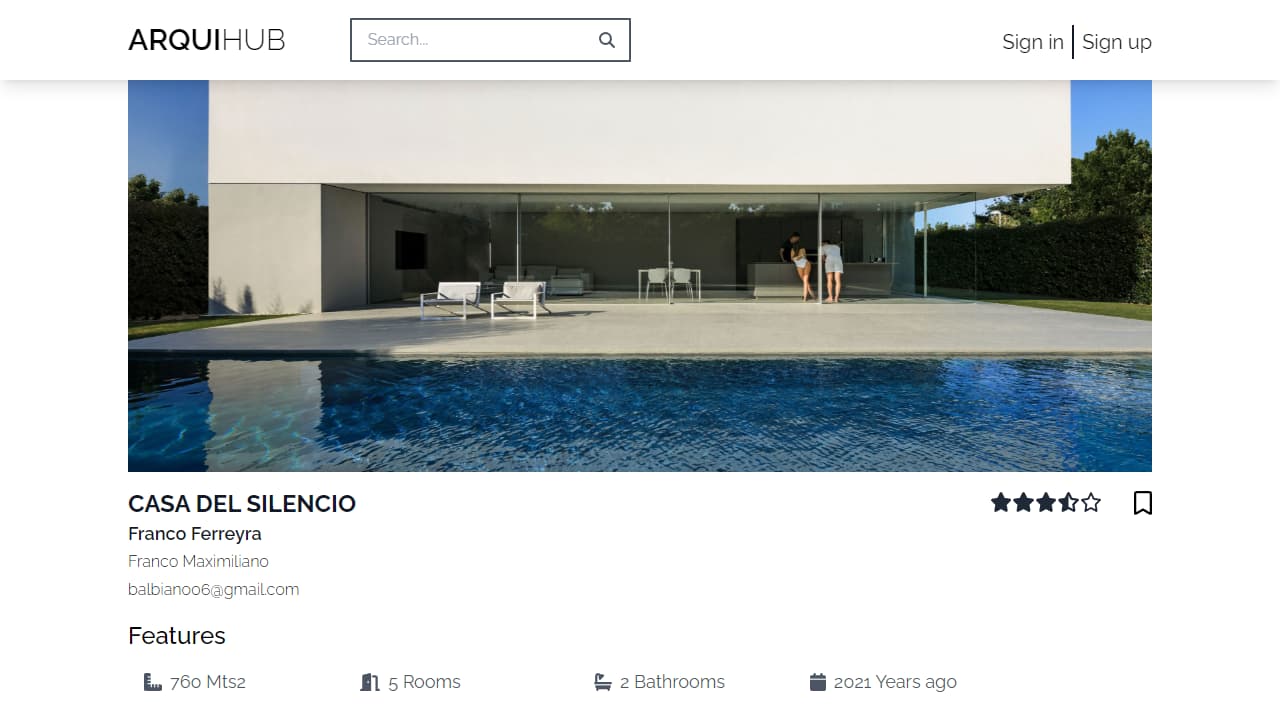 ARQUIHUB
Search...
Sign in
Sign up
CASA DEL SILENCIO
Franco Ferreyra
Franco Maximiliano
balbiano06@gmail.com
Features
760 Mts2
5 Rooms
2 Bathrooms
2021 Years ago